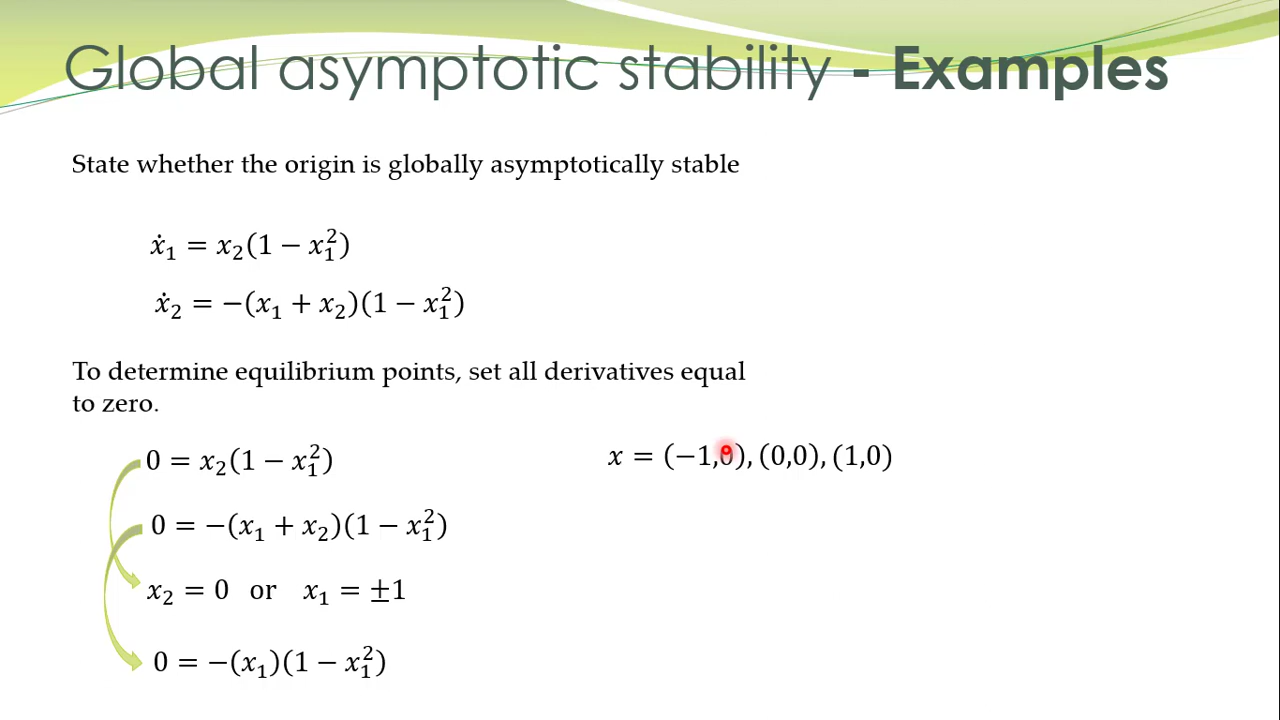 Global asymptotic stability - Examples
State whether the origin is globally asymptotically stable
ẋ₁ = x₂(1 − x₁²)
ẋ₂ = −(x₁ + x₂)(1 − x₁²)
To determine equilibrium points, set all derivatives equal
to zero.
0 = x₂(1 − x₁²)
x = (−1,0), (0,0), (1,0)
0 = −(x₁ + x₂)(1 − x₁²)
x₂ = 0 or x₁ = ±1
0 = −(x₁)(1 − x₁²)